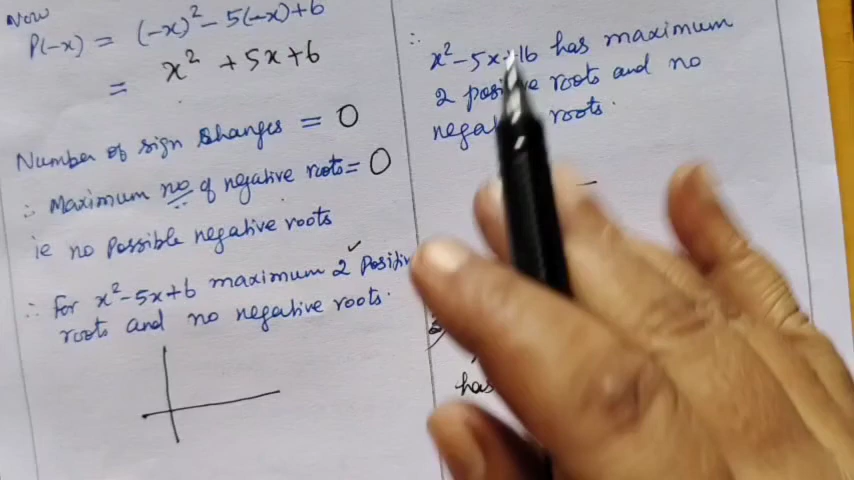 Now
P(-x) = (-x)² - 5(-x) + 6
= x² + 5x + 6
Number of sign changes = 0
∴ Maximum no of negative roots = 0
ie no possible negative roots
∴ For x² - 5x + 6 maximum 2 positive
roots and no negative roots.
∴
x² - 5x + 6 has maximum
2 positive roots and no
negative roots.
has